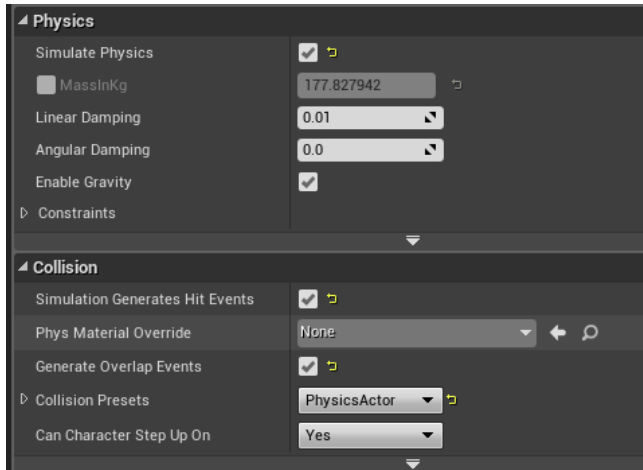 Physics
Simulate Physics
MassInKg 177.827942
Linear Damping 0.01
Angular Damping 0.0
Enable Gravity
Constraints
Collision
Simulation Generates Hit Events
Phys Material Override None
Generate Overlap Events
Collision Presets PhysicsActor
Can Character Step Up On Yes